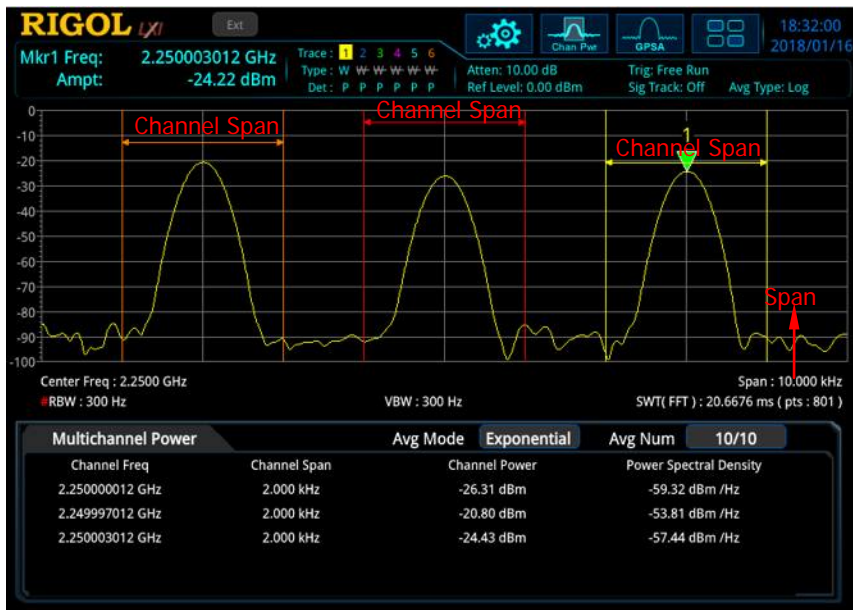 RIGOL LXI Ext 18:32:00
2018/01/16
Chan Pwr GPSA
Mkr1 Freq: 2.250003012 GHz
Ampt: -24.22 dBm
Trace : 1 2 3 4 5 6
Type : W W W W W W
Det : P P P P P P
Atten: 10.00 dB
Ref Level: 0.00 dBm
Trig: Free Run
Sig Track: Off Avg Type: Log
0
-10
-20
-30
-40
-50
-60
-70
-80
-90
-100
Channel Span
Channel Span
Channel Span
1
Span
Center Freq : 2.2500 GHz Span : 10.000 kHz
#RBW : 300 Hz VBW : 300 Hz SWT( FFT ) : 20.6676 ms ( pts : 801 )
Multichannel Power Avg Mode Exponential Avg Num 10/10
Channel Freq Channel Span Channel Power Power Spectral Density
2.250000012 GHz 2.000 kHz -26.31 dBm -59.32 dBm /Hz
2.249997012 GHz 2.000 kHz -20.80 dBm -53.81 dBm /Hz
2.250003012 GHz 2.000 kHz -24.43 dBm -57.44 dBm /Hz